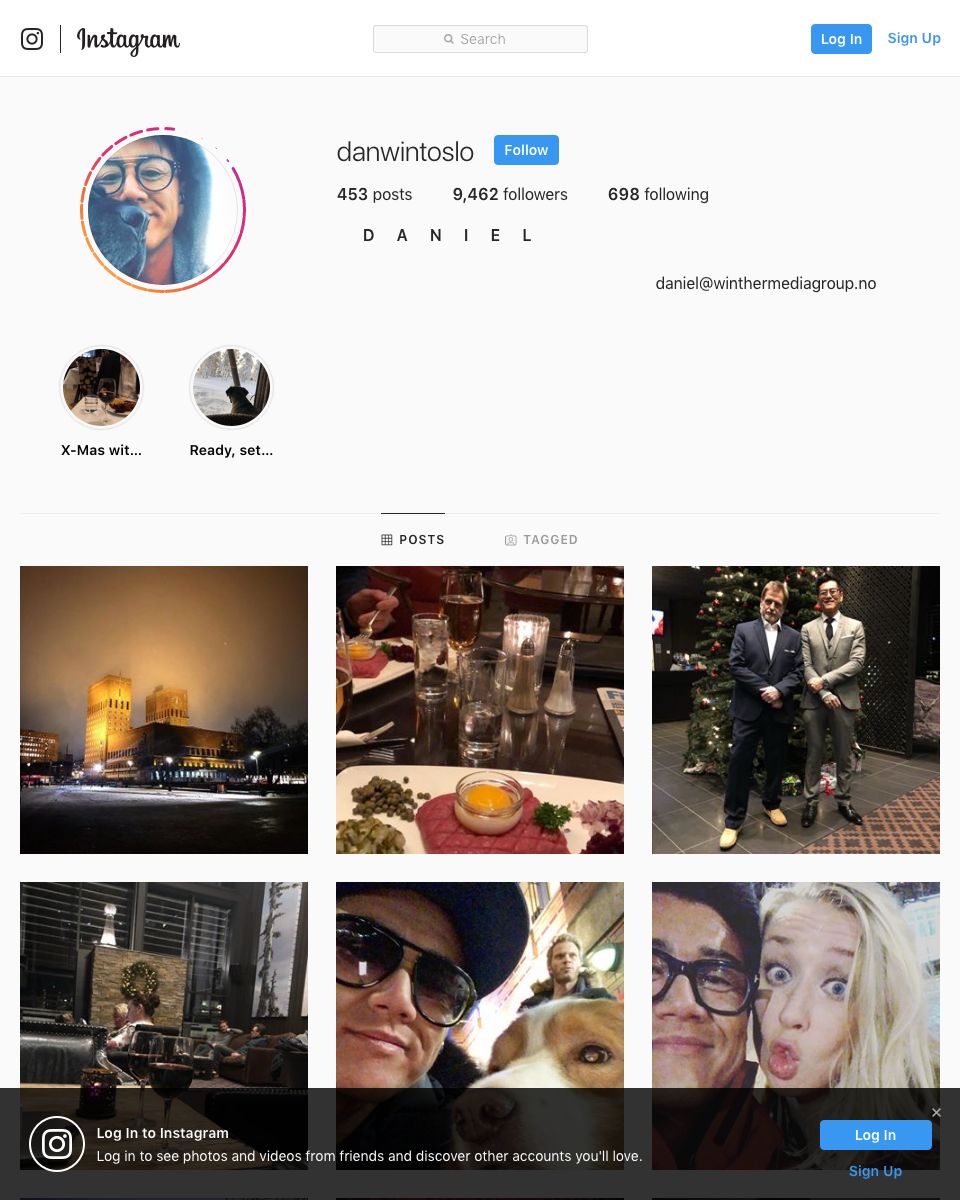 Instagram
Search
Log In
Sign Up
danwintoslo
Follow
453 posts
9,462 followers
698 following
D A N I E L
daniel@winthermediagroup.no
X-Mas wit...
Ready, set...
POSTS
TAGGED
Log In to Instagram
Log in to see photos and videos from friends and discover other accounts you'll love.
Log In
Sign Up